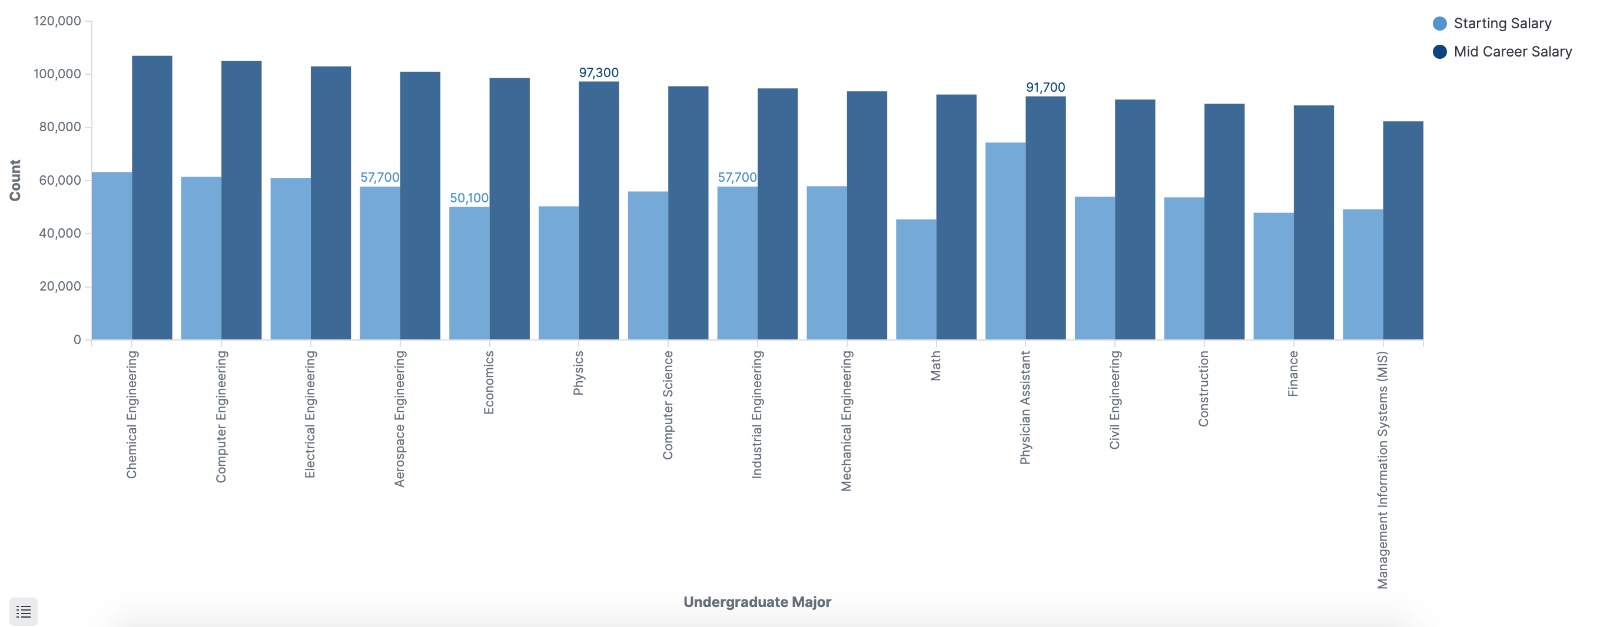 120,000
100,000
80,000
60,000
40,000
20,000
0
Count
57,700
50,100
97,300
57,700
91,700
Chemical Engineering
Computer Engineering
Electrical Engineering
Aerospace Engineering
Economics
Physics
Computer Science
Industrial Engineering
Mechanical Engineering
Math
Physician Assistant
Civil Engineering
Construction
Finance
Management Information Systems (MIS)
Undergraduate Major
Starting Salary
Mid Career Salary